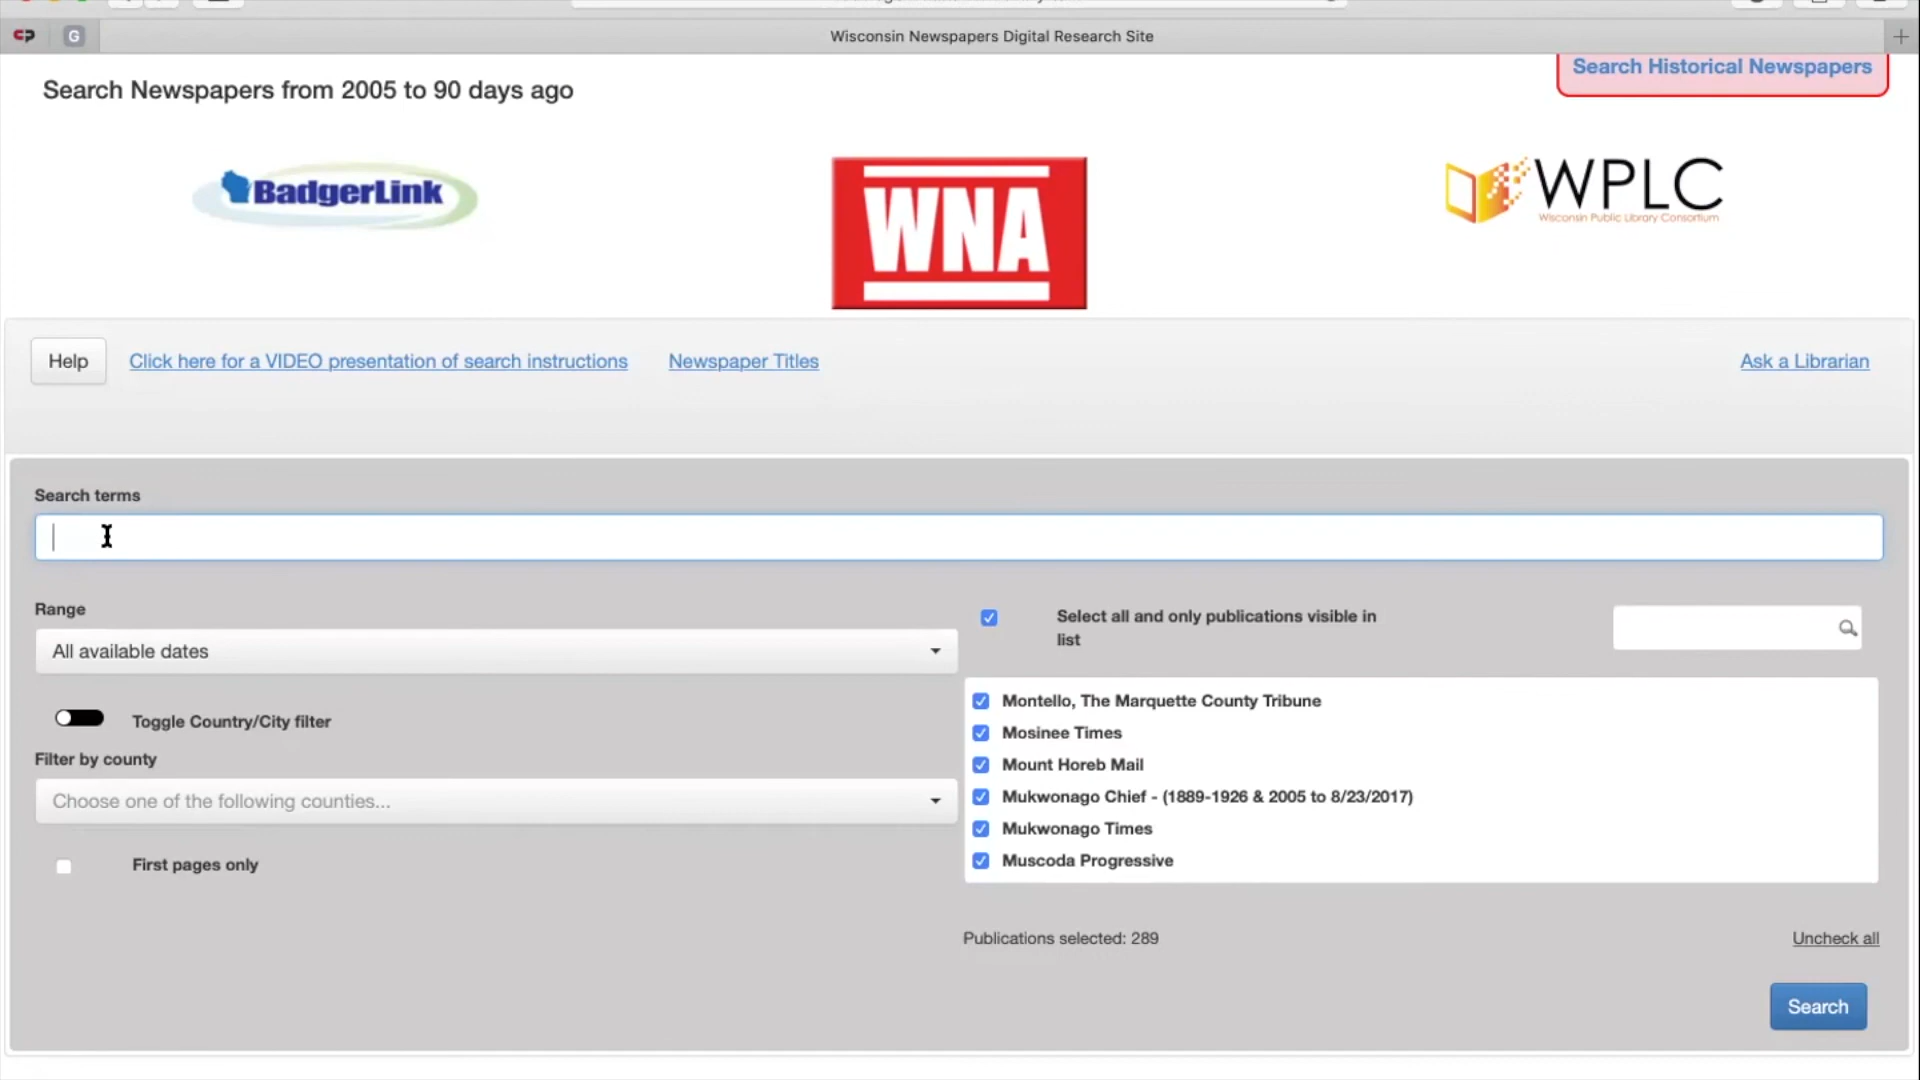 G
Wisconsin Newspapers Digital Research Site
Search Newspapers from 2005 to 90 days ago
Search Historical Newspapers
BadgerLink
WNA
WPLC
Wisconsin Public Library Consortium
Help
Click here for a VIDEO presentation of search instructions
Newspaper Titles
Ask a Librarian
Search terms
Range
All available dates
Toggle Country/City filter
Filter by county
Choose one of the following counties...
First pages only
Select all and only publications visible in
list
Montello, The Marquette County Tribune
Mosinee Times
Mount Horeb Mail
Mukwonago Chief - (1889-1926 & 2005 to 8/23/2017)
Mukwonago Times
Muscoda Progressive
Publications selected: 289
Uncheck all
Search